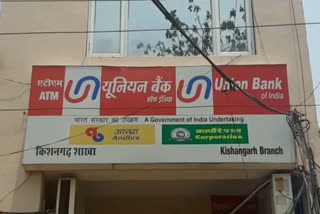 एटीएम ATM यूनियन बैंक ऑफ इंडिया Union Bank of India
भारत सरकार का उपक्रम A Government of India Undertaking
आन्ध्रा Andhra Corporation
किशनगढ़ शाखा Kishangarh Branch